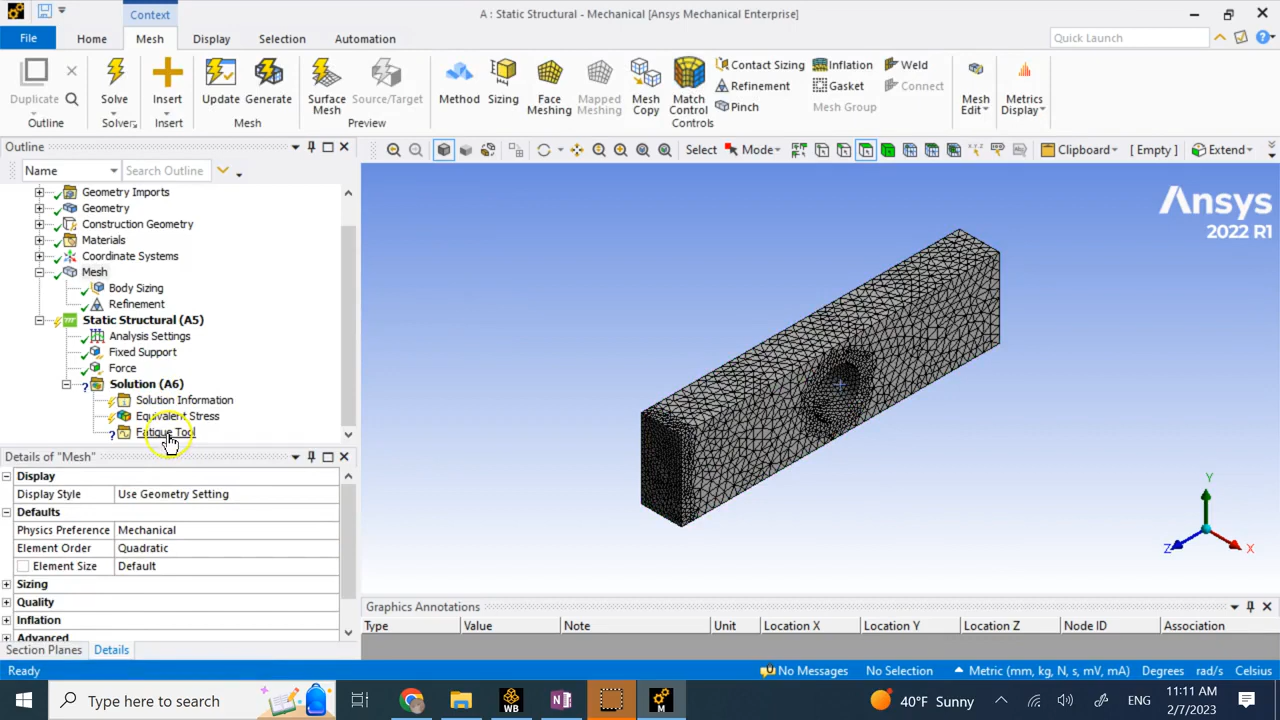 Context
A : Static Structural - Mechanical [Ansys Mechanical Enterprise]
File
Home
Mesh
Display
Selection
Automation
Quick Launch
Duplicate
Outline
Solve
Solver
Insert
Insert
Update
Generate
Mesh
Surface Mesh
Source/Target
Preview
Method
Sizing
Face Meshing
Mapped Meshing
Mesh Copy
Match Control
Contact Sizing
Refinement
Pinch
Inflation
Gasket
Mesh Group
Weld
Connect
Controls
Mesh Edit
Metrics Display
Outline
Name
Search Outline
Select
Mode
Clipboard
[ Empty ]
Extend
Geometry Imports
Geometry
Construction Geometry
Materials
Coordinate Systems
Mesh
Body Sizing
Refinement
Static Structural (A5)
Analysis Settings
Fixed Support
Force
Solution (A6)
Solution Information
Equivalent Stress
Fatigue Tool
Ansys
2022 R1
Y
Z
X
Details of "Mesh"
Display
Display Style Use Geometry Setting
Defaults
Physics Preference Mechanical
Element Order Quadratic
Element Size Default
Sizing
Quality
Inflation
Advanced
Section Planes
Details
Graphics Annotations
Type Value Note Unit Location X Location Y Location Z Node ID Association
Ready
No Messages
No Selection
Metric (mm, kg, N, s, mV, mA)
Degrees
rad/s
Celsius
Type here to search
WB
N
M
40°F Sunny
ENG
11:11 AM
2/7/2023